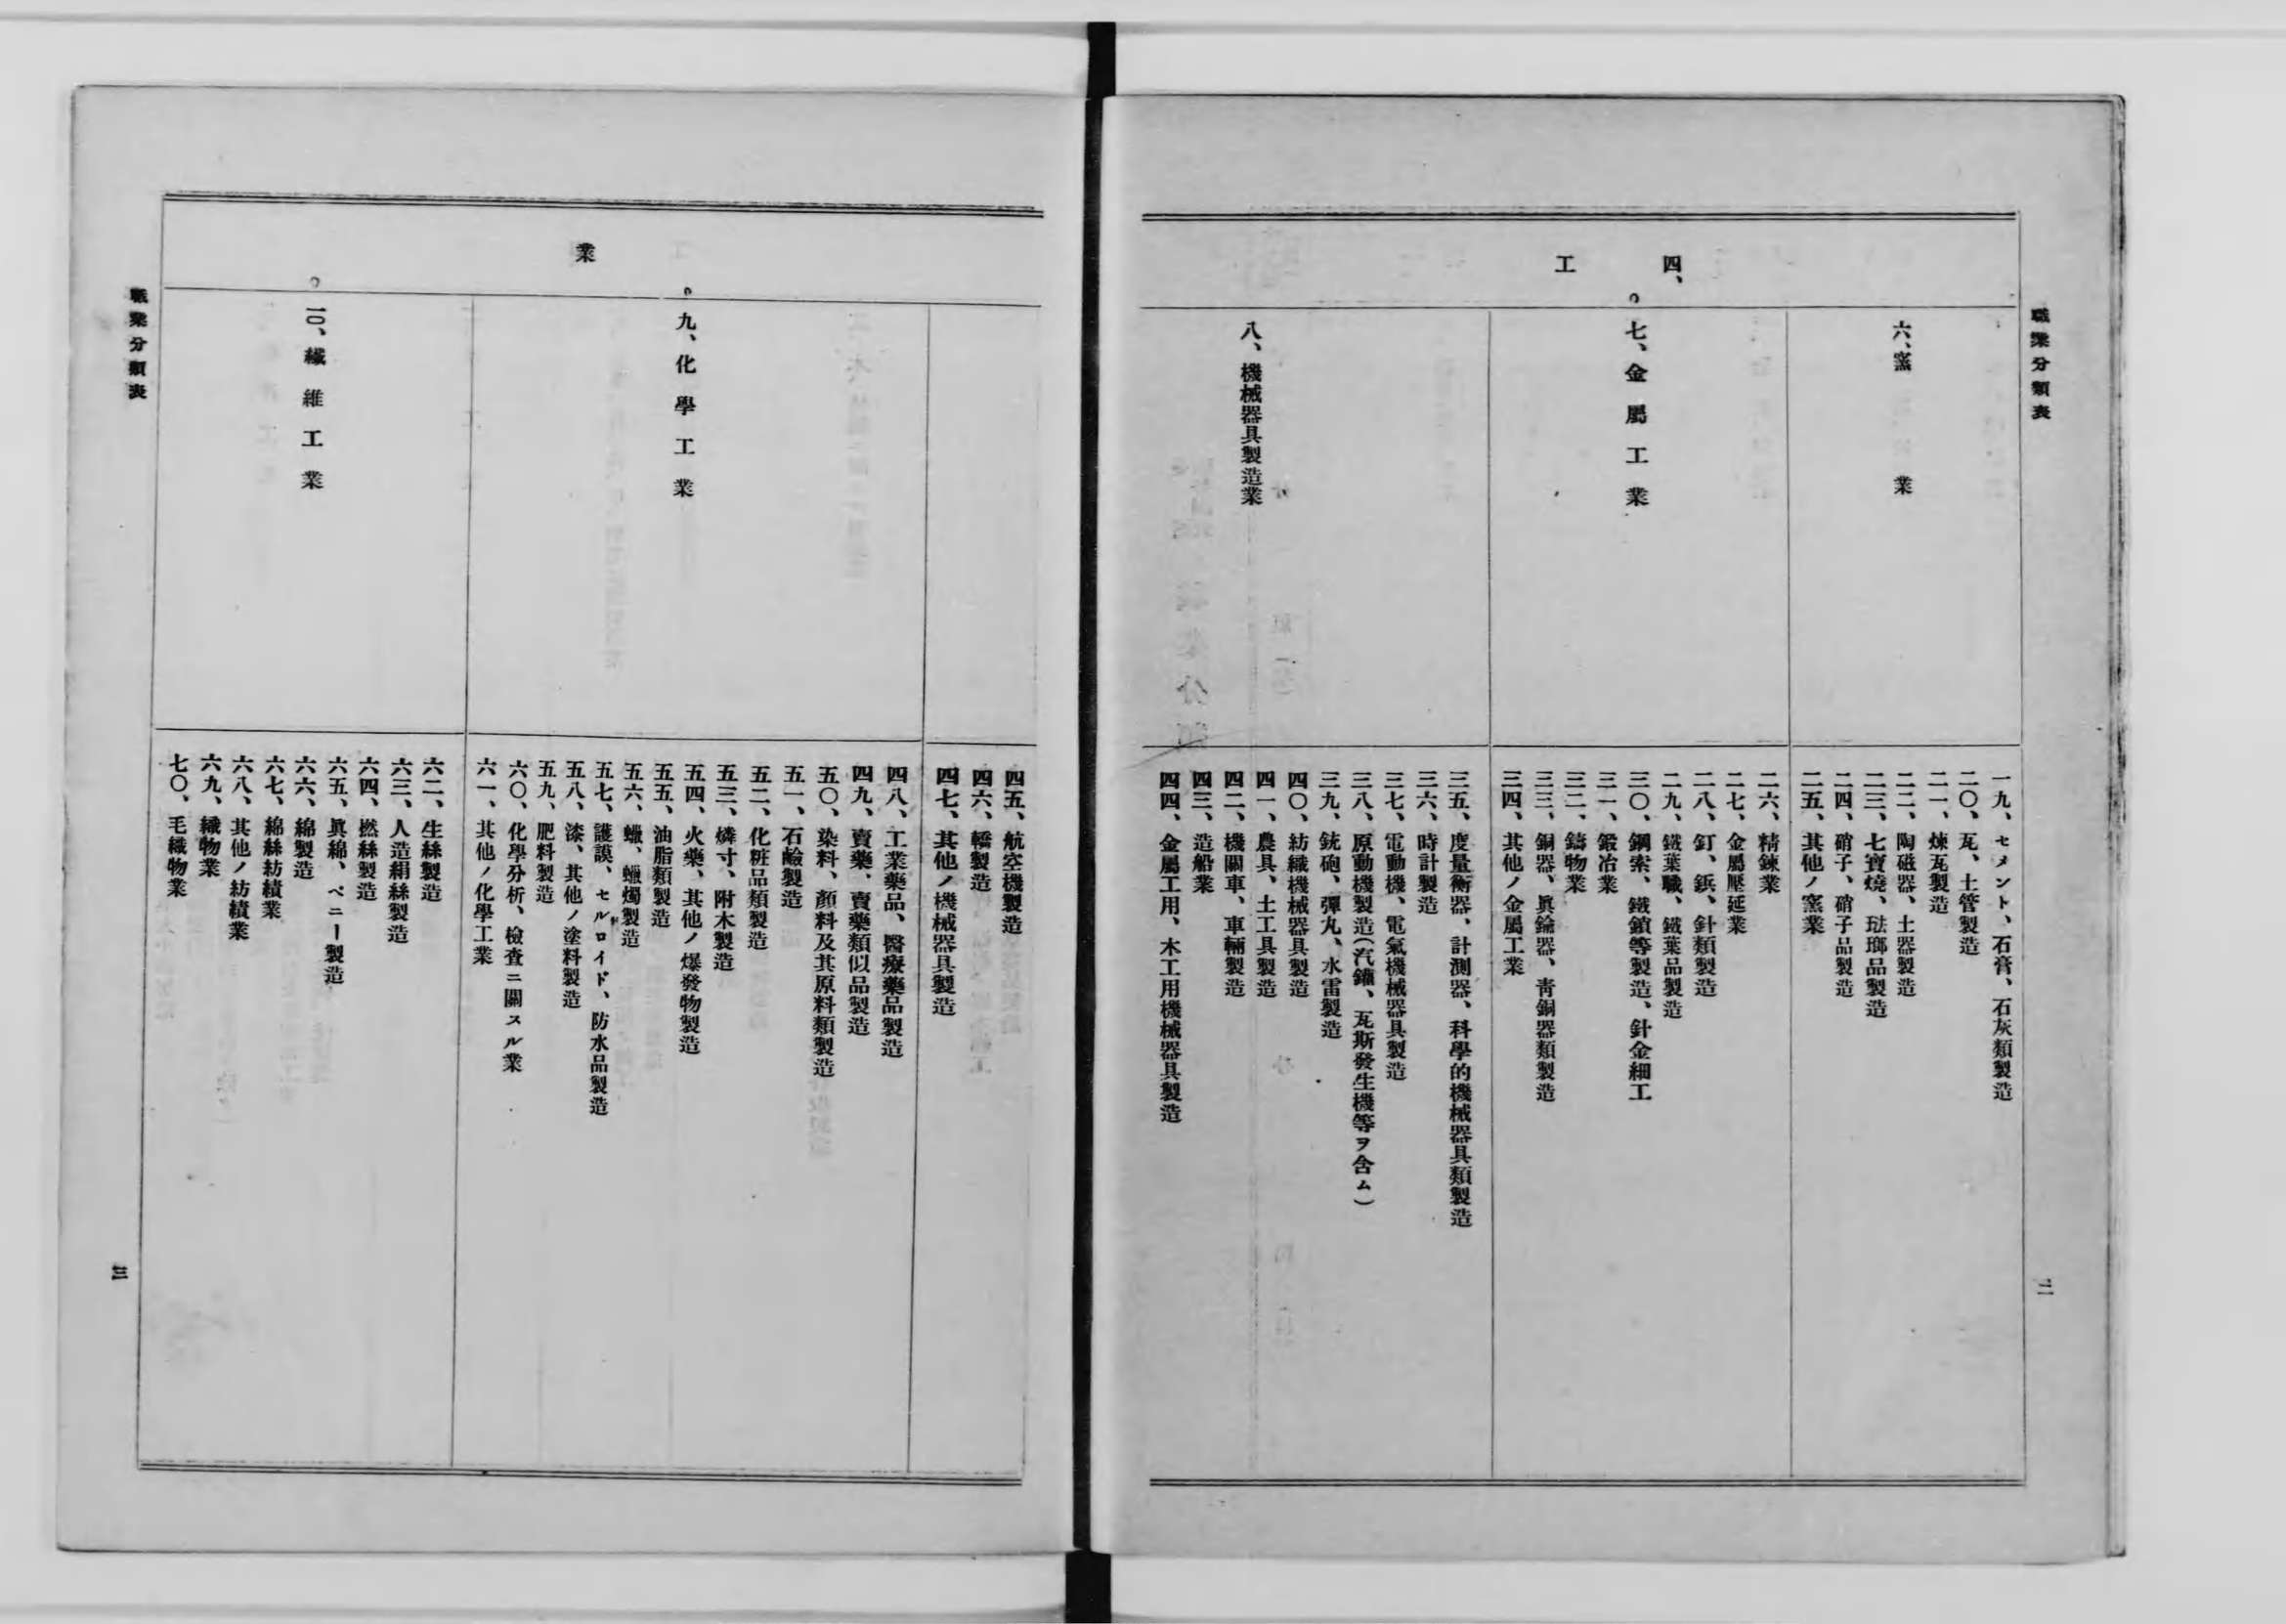 職業分類表
二
四、工
六、窯業
一九、セメント、石膏、石灰類製造
二〇、瓦、土管製造
二一、煉瓦製造
二二、陶磁器、土器製造
二三、七寶燒、琺瑯品製造
二四、硝子、硝子品製造
二五、其他ノ窯業
七、金屬工業
二六、精鍊業
二七、金屬壓延業
二八、釘、鋲、針類製造
二九、鐵葉職、鐵葉品製造
三〇、鋼索、鐵鎖等製造、針金細工
三一、鍛冶業
三二、鑄物業
三三、銅器、眞鍮器、靑銅器類製造
三四、其他ノ金屬工業
八、機械器具製造業
三五、度量衡器、計測器、科學的機械器具類製造
三六、時計製造
三七、電動機、電氣機械器具製造
三八、原動機製造(汽鑵、瓦斯發生機等ヲ含ム)
三九、銃砲、彈丸、水雷製造
四〇、紡織機械器具製造
四一、農具、土工具製造
四二、機關車、車輛製造
四三、造船業
四四、金屬工用、木工用機械器具製造
業
四五、航空機製造
四六、轎製造
四七、其他ノ機械器具製造
九、化學工業
四八、工業藥品、醫療藥品製造
四九、賣藥、賣藥類似品製造
五〇、染料、顏料及其原料類製造
五一、石鹼製造
五二、化粧品類製造
五三、燐寸、附木製造
五四、火藥、其他ノ爆發物製造
五五、油脂類製造
五六、蠟、蠟燭製造
五七、護謨、セルロイド、防水品製造
五八、漆、其他ノ塗料製造
五九、肥料製造
六〇、化學分析、檢査ニ關スル業
六一、其他ノ化學工業
一〇、纎維工業
六二、生絲製造
六三、人造絹絲製造
六四、撚絲製造
六五、眞綿、ペニー製造
六六、綿製造
六七、綿絲紡績業
六八、其他ノ紡績業
六九、織物業
七〇、毛織物業
職業分類表
三